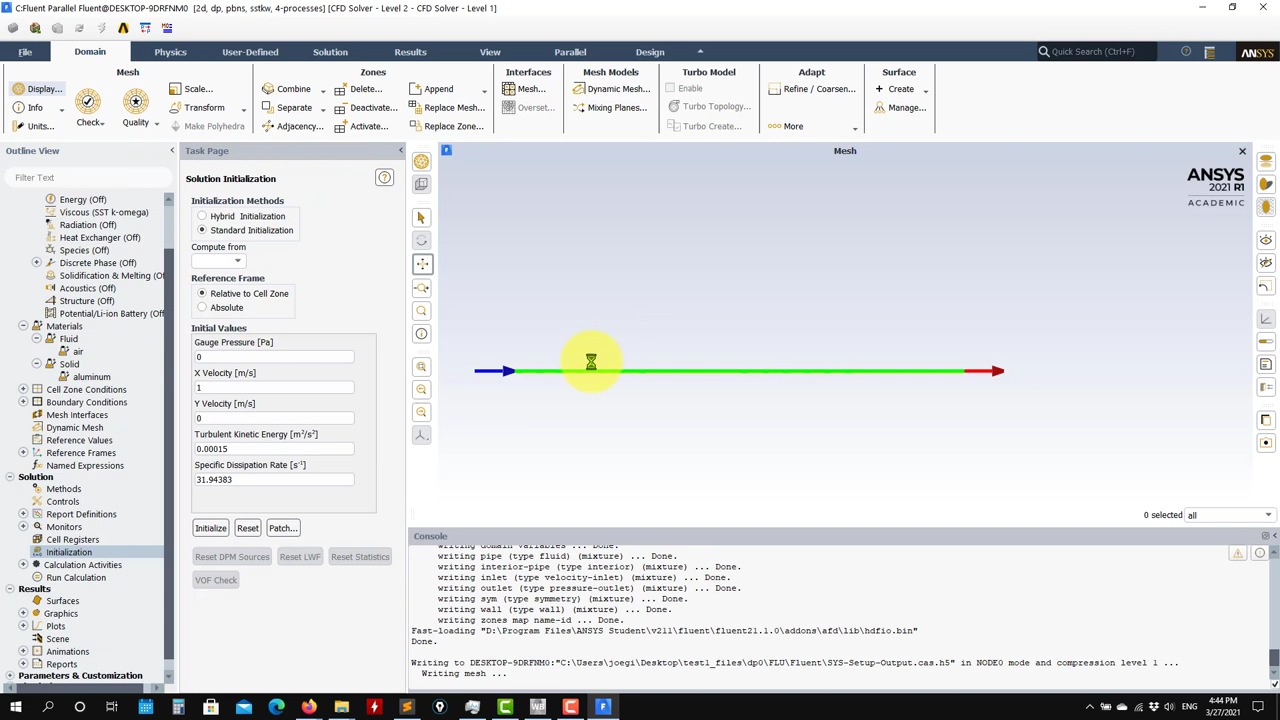 C:Fluent Parallel Fluent@DESKTOP-9DRFNM0 [2d, dp, pbns, sstkw, 4-processes] [CFD Solver - Level 2 - CFD Solver - Level 1]
File Domain Physics User-Defined Solution Results View Parallel Design Quick Search (Ctrl+F) ANSYS
Mesh Zones Interfaces Mesh Models Turbo Model Adapt Surface
Display... Scale... Combine Delete... Append Mesh... Dynamic Mesh... Enable Refine / Coarsen... Create
Info Transform Separate Deactivate... Replace Mesh... Overset... Mixing Planes... Turbo Topology... Manage...
Units... Check Quality Make Polyhedra Adjacency... Activate... Replace Zone... Turbo Create... More
Outline View
Filter Text
Energy (Off)
Viscous (SST k-omega)
Radiation (Off)
Heat Exchanger (Off)
Species (Off)
Discrete Phase (Off)
Solidification & Melting (Off)
Acoustics (Off)
Structure (Off)
Potential/Li-ion Battery (Off
Materials
Fluid
air
Solid
aluminum
Cell Zone Conditions
Boundary Conditions
Mesh Interfaces
Dynamic Mesh
Reference Values
Reference Frames
Named Expressions
Solution
Methods
Controls
Report Definitions
Monitors
Cell Registers
Initialization
Calculation Activities
Run Calculation
Results
Surfaces
Graphics
Plots
Scene
Animations
Reports
Parameters & Customization
Task Page
Solution Initialization
Initialization Methods
Hybrid Initialization
Standard Initialization
Compute from
Reference Frame
Relative to Cell Zone
Absolute
Initial Values
Gauge Pressure [Pa]
0
X Velocity [m/s]
1
Y Velocity [m/s]
0
Turbulent Kinetic Energy [m²/s²]
0.00015
Specific Dissipation Rate [s⁻¹]
31.94383
Initialize Reset Patch...
Reset DPM Sources Reset LWF Reset Statistics
VOF Check
Mesh
ANSYS
2021 R1
ACADEMIC
0 selected all
Console
writing domain-variables ... Done.
writing pipe (type fluid) (mixture) ... Done.
writing interior-pipe (type interior) (mixture) ... Done.
writing inlet (type velocity-inlet) (mixture) ... Done.
writing outlet (type pressure-outlet) (mixture) ... Done.
writing sym (type symmetry) (mixture) ... Done.
writing wall (type wall) (mixture) ... Done.
writing zones map name-id ... Done.
Fast-loading "D:\Program Files\ANSYS Student\v211\fluent\fluent21.1.0\addons\afd\lib\hdfio.bin"
Done.
Writing to DESKTOP-9DRFNM0:"C:\Users\joegi\Desktop\test1_files\dp0\FLU\Fluent\SYS-Setup-Output.cas.h5" in NODE0 mode and compression level 1 ...
Writing mesh ...
ENG
4:44 PM
3/27/2021